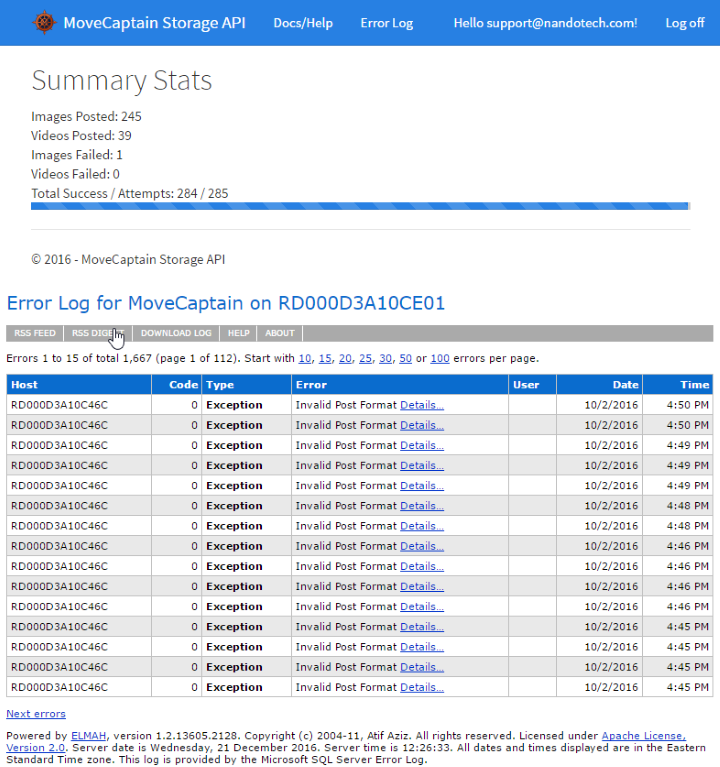 MoveCaptain Storage API Docs/Help Error Log Hello support@nandotech.com! Log off
Summary Stats
Images Posted: 245
Videos Posted: 39
Images Failed: 1
Videos Failed: 0
Total Success / Attempts: 284 / 285
© 2016 - MoveCaptain Storage API
Error Log for MoveCaptain on RD000D3A10CE01
RSS FEED RSS DIGEST DOWNLOAD LOG HELP ABOUT
Errors 1 to 15 of total 1,667 (page 1 of 112). Start with 10, 15, 20, 25, 30, 50 or 100 errors per page.
Host Code Type Error User Date Time
RD000D3A10C46C 0 Exception Invalid Post Format Details... 10/2/2016 4:50 PM
RD000D3A10C46C 0 Exception Invalid Post Format Details... 10/2/2016 4:50 PM
RD000D3A10C46C 0 Exception Invalid Post Format Details... 10/2/2016 4:49 PM
RD000D3A10C46C 0 Exception Invalid Post Format Details... 10/2/2016 4:49 PM
RD000D3A10C46C 0 Exception Invalid Post Format Details... 10/2/2016 4:49 PM
RD000D3A10C46C 0 Exception Invalid Post Format Details... 10/2/2016 4:48 PM
RD000D3A10C46C 0 Exception Invalid Post Format Details... 10/2/2016 4:48 PM
RD000D3A10C46C 0 Exception Invalid Post Format Details... 10/2/2016 4:46 PM
RD000D3A10C46C 0 Exception Invalid Post Format Details... 10/2/2016 4:46 PM
RD000D3A10C46C 0 Exception Invalid Post Format Details... 10/2/2016 4:46 PM
RD000D3A10C46C 0 Exception Invalid Post Format Details... 10/2/2016 4:46 PM
RD000D3A10C46C 0 Exception Invalid Post Format Details... 10/2/2016 4:45 PM
RD000D3A10C46C 0 Exception Invalid Post Format Details... 10/2/2016 4:45 PM
RD000D3A10C46C 0 Exception Invalid Post Format Details... 10/2/2016 4:45 PM
RD000D3A10C46C 0 Exception Invalid Post Format Details... 10/2/2016 4:45 PM
Next errors
Powered by ELMAH, version 1.2.13605.2128. Copyright (c) 2004-11, Atif Aziz. All rights reserved. Licensed under Apache License,
Version 2.0. Server date is Wednesday, 21 December 2016. Server time is 12:26:33. All dates and times displayed are in the Eastern
Standard Time zone. This log is provided by the Microsoft SQL Server Error Log.